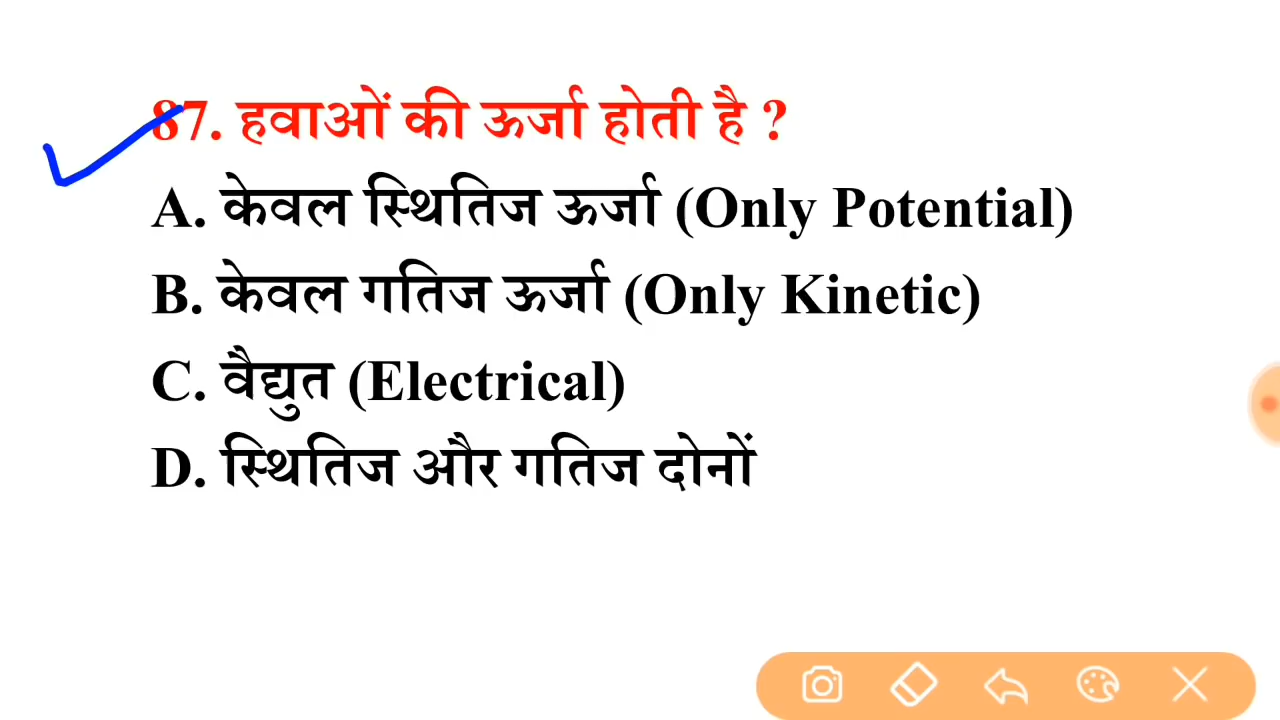 87. हवाओं की ऊर्जा होती है ?
A. केवल स्थितिज ऊर्जा (Only Potential)
B. केवल गतिज ऊर्जा (Only Kinetic)
C. वैद्युत (Electrical)
D. स्थितिज और गतिज दोनों